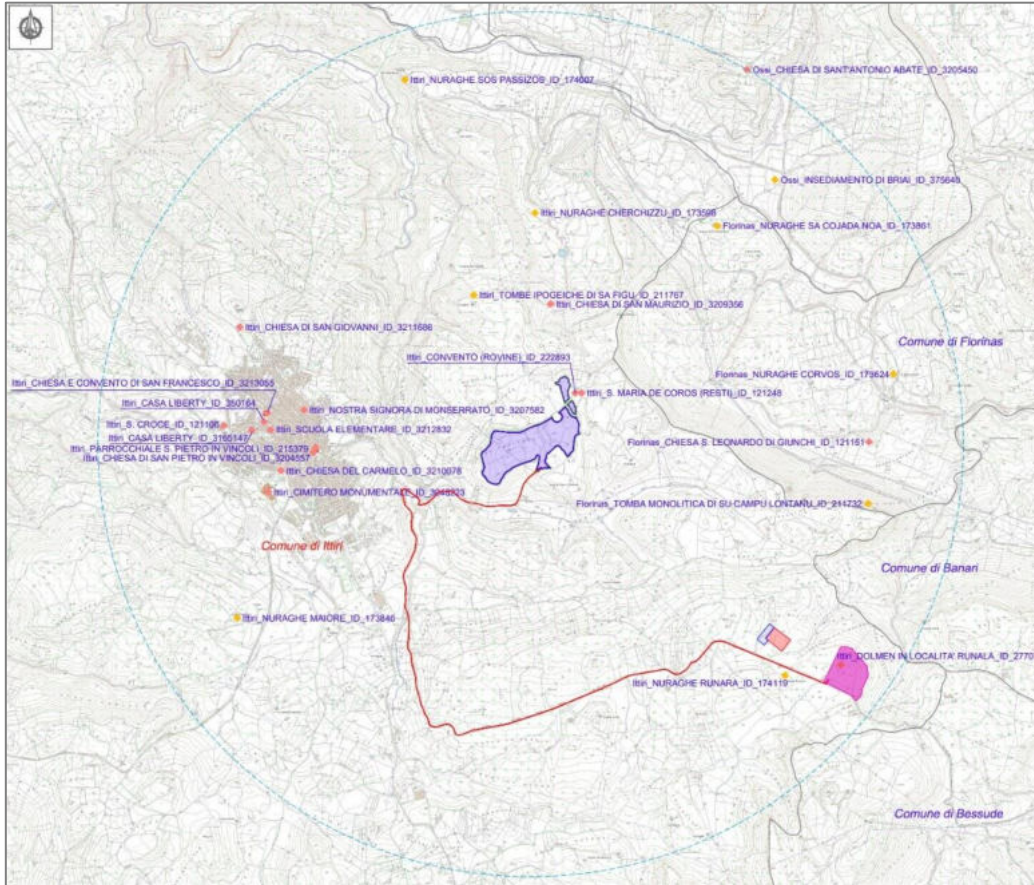 Ittiri_NURAGHE SOS PASSIZOS_ID_174007
Ossi_CHIESA DI SANT'ANTONIO ABATE_ID_3205450
Ossi_INSEDIAMENTO DI BRIAI_ID_375640
Ittiri_NURAGHE CHERCHIZZU_ID_173598
Florinas_NURAGHE SA COJADA NOA_ID_173861
Ittiri_TOMBE IPOGEICHE DI SA FIGU_ID_211767
Ittiri_CHIESA DI SAN MAURIZIO_ID_3209356
Ittiri_CHIESA DI SAN GIOVANNI_ID_3211686
Comune di Florinas
Ittiri_CONVENTO (ROVINE)_ID_222893
Florinas_NURAGHE CORVOS_ID_173624
Ittiri_CHIESA E CONVENTO DI SAN FRANCESCO_ID_3213055
Ittiri_S. MARIA DE COROS (RESTI)_ID_121248
Ittiri_CASA LIBERTY_ID_350164
Ittiri_NOSTRA SIGNORA DI MONSERRATO_ID_3207582
Ittiri_S. CROCE_ID_121106
Ittiri_SCUOLA ELEMENTARE_ID_3212832
Ittiri_CASA LIBERTY_ID_3165147
Florinas_CHIESA S. LEONARDO DI GIUNCHI_ID_121151
Ittiri_PARROCCHIALE S. PIETRO IN VINCOLI_ID_215379
Ittiri_CHIESA DI SAN PIETRO IN VINCOLI_ID_3204557
Ittiri_CHIESA DEL CARMELO_ID_3210078
Ittiri_CIMITERO MONUMENTALE
Florinas_TOMBA MONOLITICA DI SU CAMPU LONTANU_ID_211732
Comune di Ittiri
Comune di Banari
Ittiri_NURAGHE MAIORE_ID_173846
Ittiri_DOLMEN IN LOCALITA' RUNALA_ID_2770
Ittiri_NURAGHE RUNARA_ID_174119
Comune di Bessude